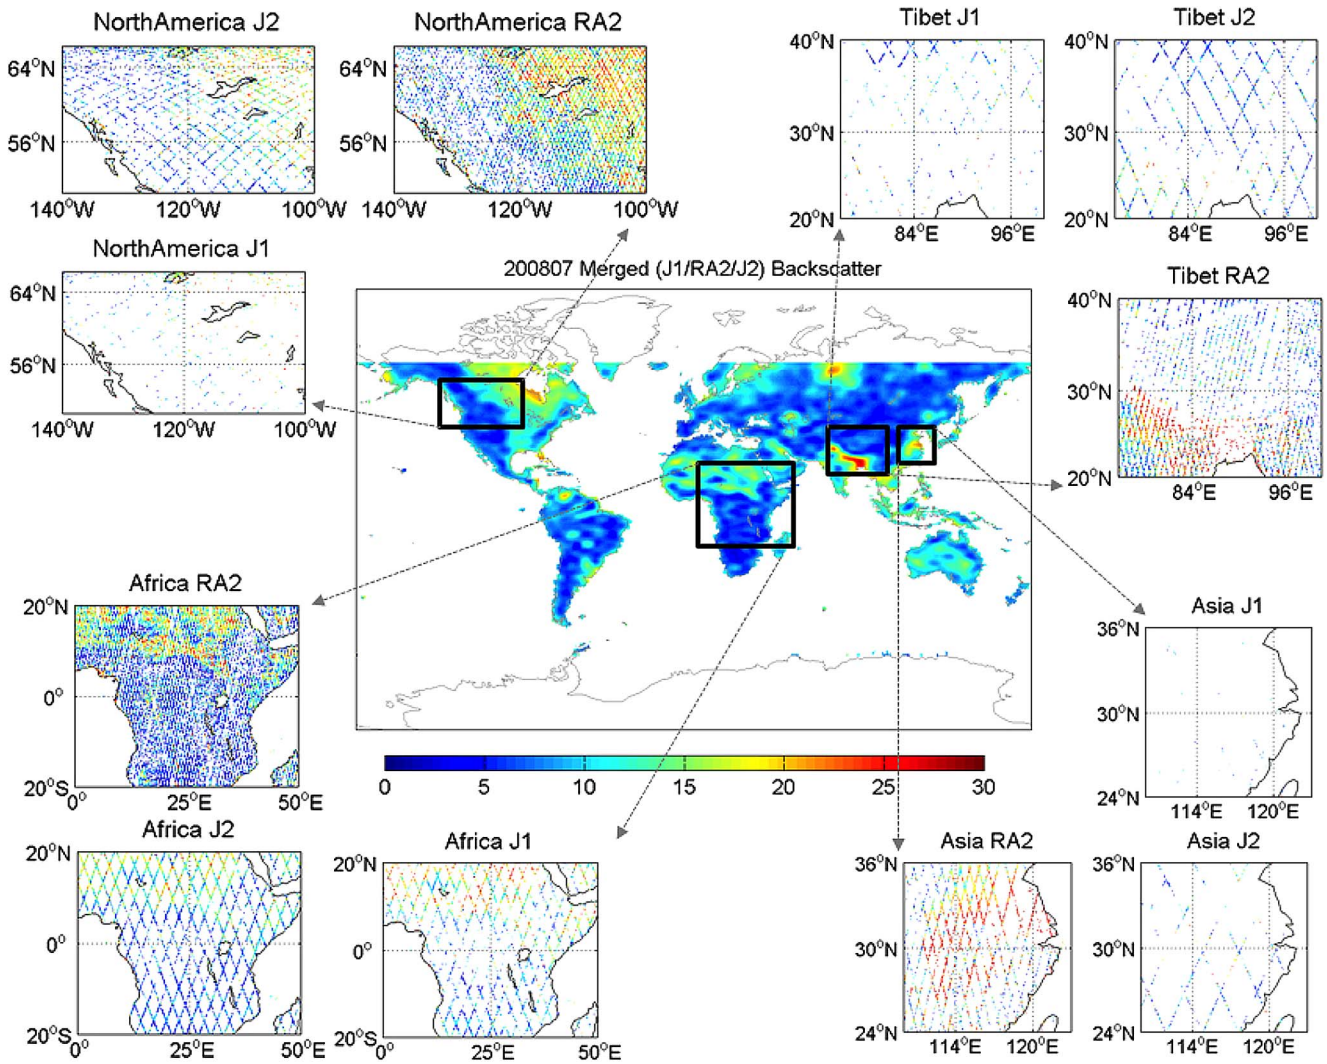 NorthAmerica J2
64°N
56°N
140°W 120°W 100°W
NorthAmerica RA2
64°N
56°N
140°W 120°W 100°W
Tibet J1
40°N
30°N
20°N
84°E 96°E
Tibet J2
40°N
30°N
20°N
84°E 96°E
NorthAmerica J1
64°N
56°N
140°W 120°W 100°W
200807 Merged (J1/RA2/J2) Backscatter
0 5 10 15 20 25 30
Tibet RA2
40°N
30°N
20°N
84°E 96°E
Africa RA2
20°N
0°
20°S
0° 25°E 50°E
Asia J1
36°N
30°N
24°N
114°E 120°E
Africa J2
20°N
0°
20°S
0° 25°E 50°E
Africa J1
20°N
0°
20°S
0° 25°E 50°E
Asia RA2
36°N
30°N
24°N
114°E 120°E
Asia J2
36°N
30°N
24°N
114°E 120°E